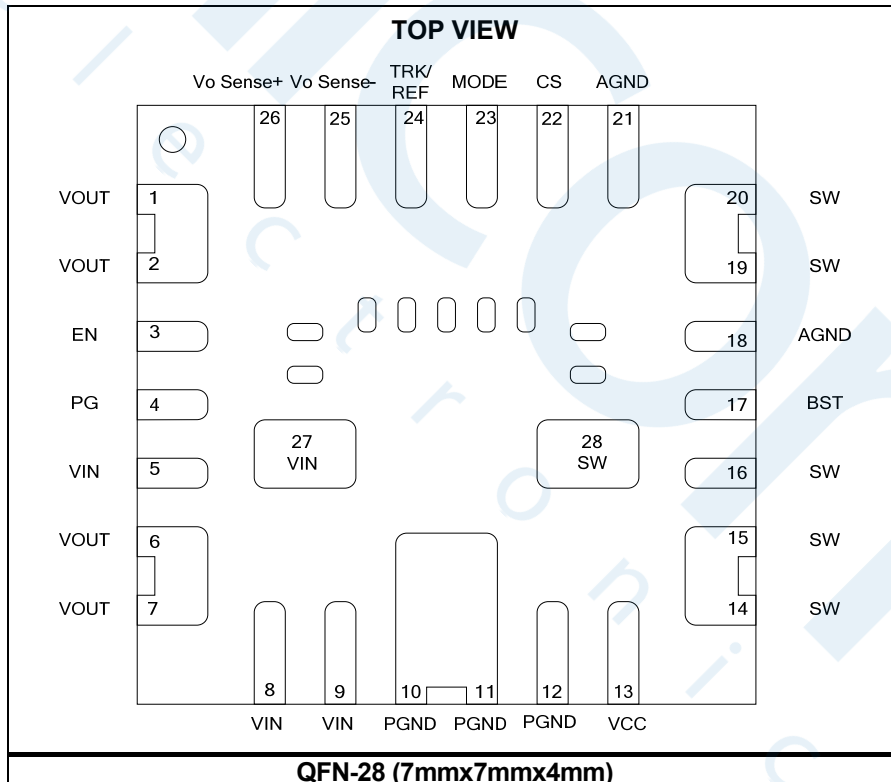 TOP VIEW
Vo Sense+ Vo Sense- TRK/REF MODE CS AGND
26 25 24 23 22 21
VOUT 1 20 SW
VOUT 2 19 SW
EN 3 18 AGND
PG 4 17 BST
27 VIN
28 SW
VIN 5 16 SW
VOUT 6 15 SW
VOUT 7 14 SW
8 9 10 11 12 13
VIN VIN PGND PGND PGND VCC
QFN-28 (7mmx7mmx4mm)